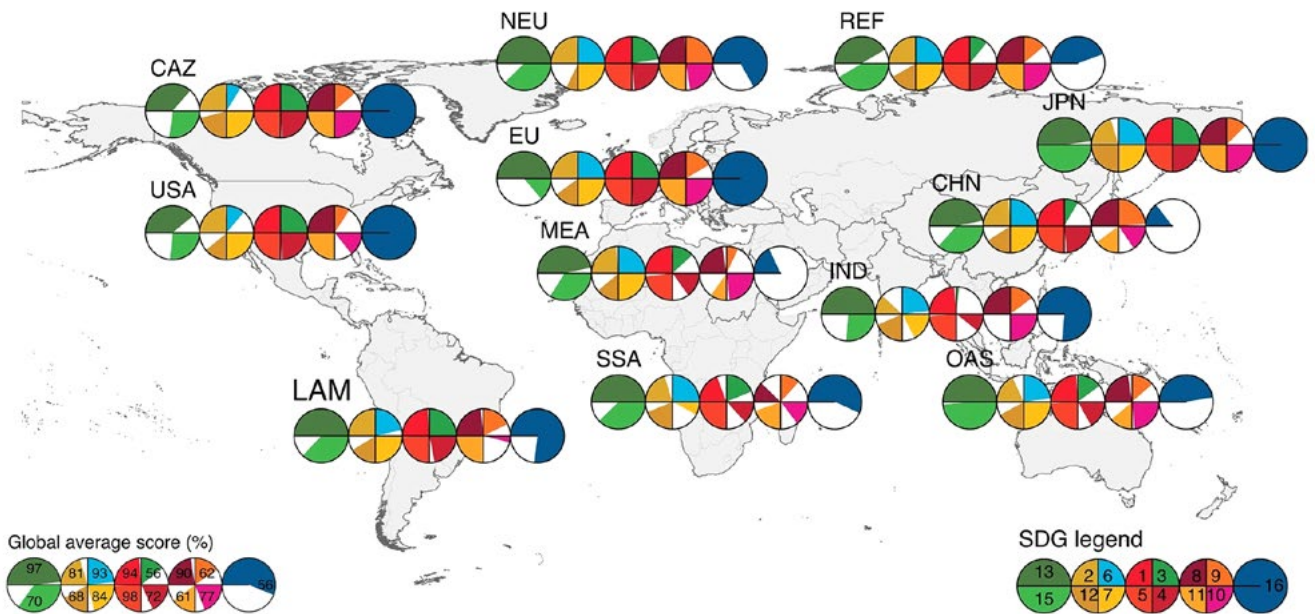 NEU
REF
CAZ
JPN
EU
USA
CHN
MEA
IND
SSA
OAS
LAM
Global average score (%)
97 81 93 94 56 90 62 56
70 68 84 98 72 61 77
SDG legend
13 2 6 1 3 8 9 16
15 12 7 5 4 11 10